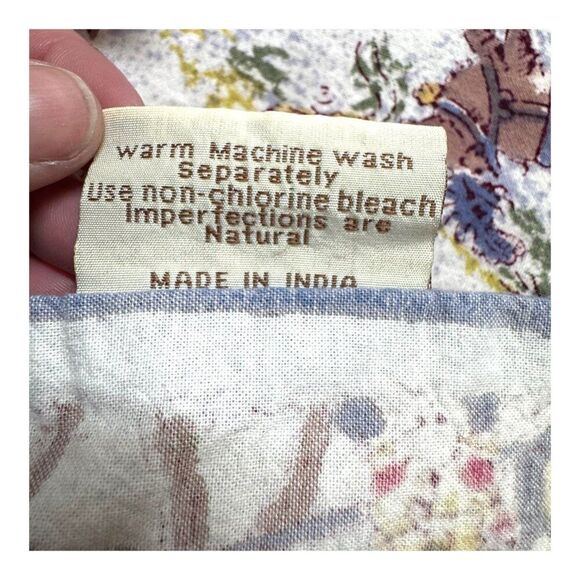 warm Machine wash
Separately
Use non-chlorine bleach
Imperfections are
Natural
MADE IN INDIA